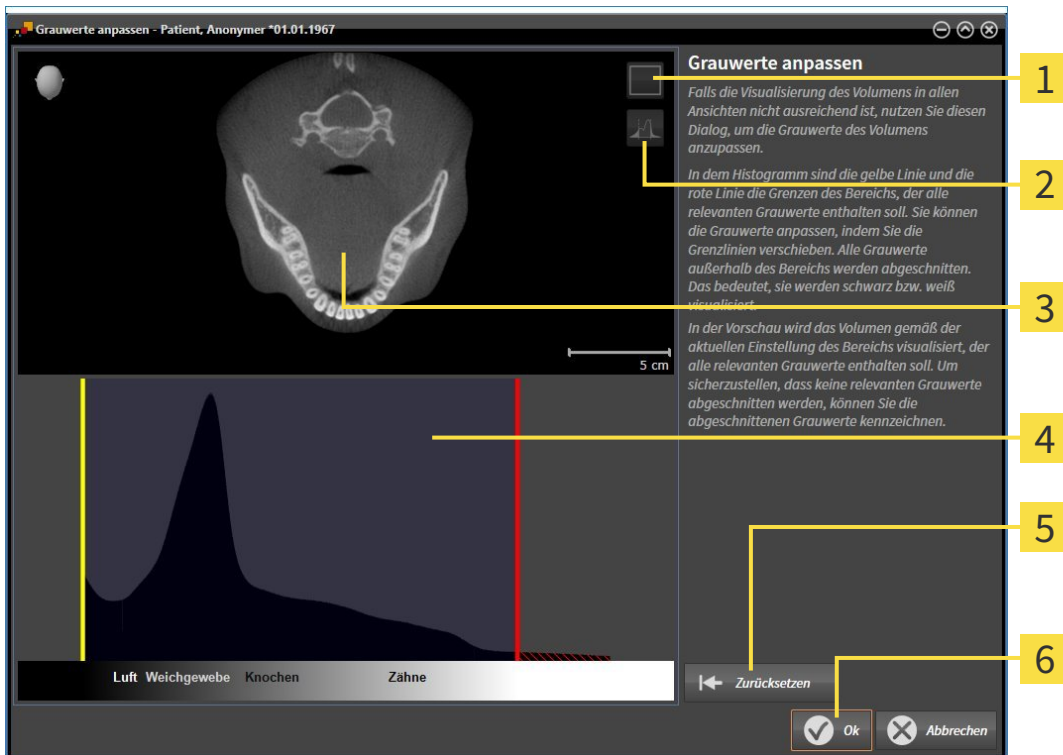 Grauwerte anpassen - Patient, Anonymer *01.01.1967
5 cm
Luft Weichgewebe Knochen Zähne
Grauwerte anpassen
Falls die Visualisierung des Volumens in allen
Ansichten nicht ausreichend ist, nutzen Sie diesen
Dialog, um die Grauwerte des Volumens
anzupassen.
In dem Histogramm sind die gelbe Linie und die
rote Linie die Grenzen des Bereichs, der alle
relevanten Grauwerte enthalten soll. Sie können
die Grauwerte anpassen, indem Sie die
Grenzlinien verschieben. Alle Grauwerte
außerhalb des Bereichs werden abgeschnitten.
Das bedeutet, sie werden schwarz bzw. weiß
visualisiert.
In der Vorschau wird das Volumen gemäß der
aktuellen Einstellung des Bereichs visualisiert, der
alle relevanten Grauwerte enthalten soll. Um
sicherzustellen, dass keine relevanten Grauwerte
abgeschnitten werden, können Sie die
abgeschnittenen Grauwerte kennzeichnen.
Zurücksetzen
Ok
Abbrechen
1
2
3
4
5
6